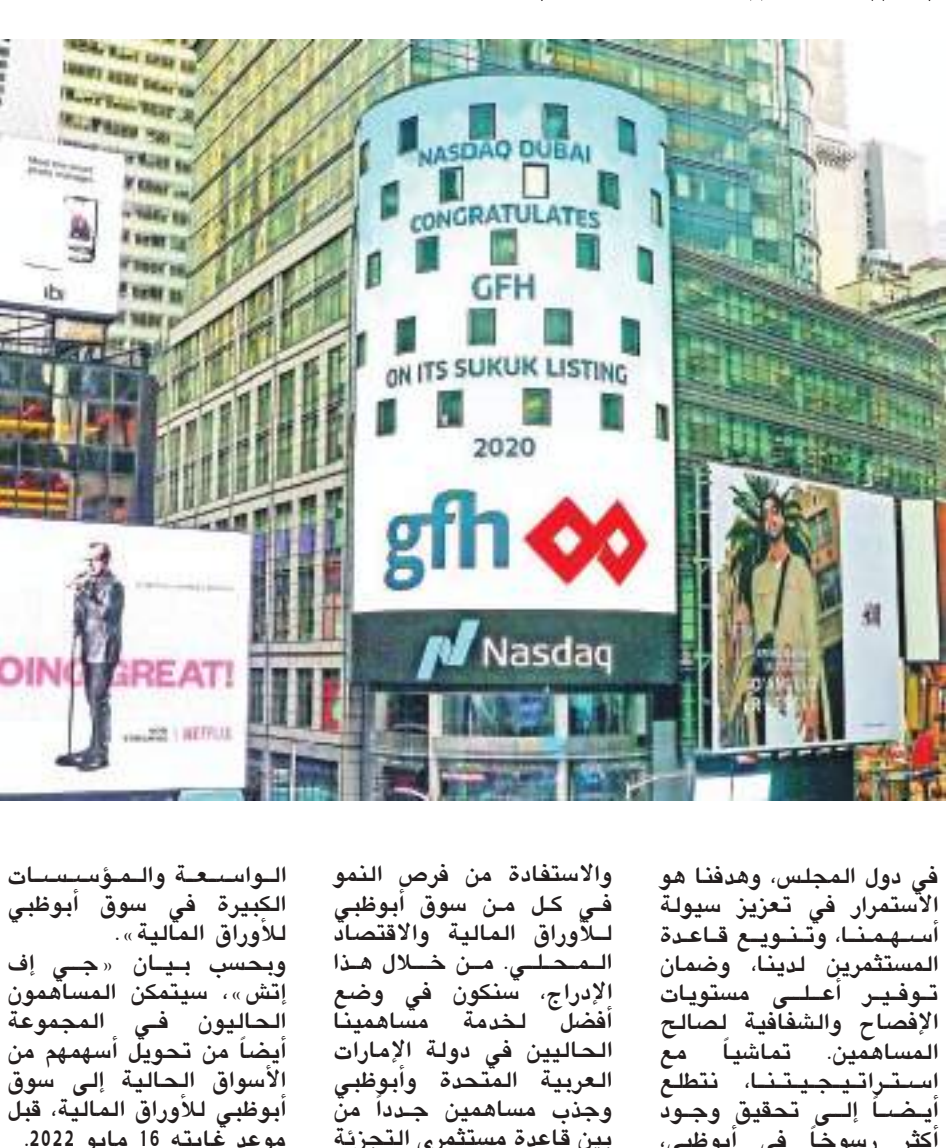 ibi
NASDAQ DUBAI
CONGRATULATES
GFH
ON ITS SUKUK LISTING
2020
gfh
Nasdaq
OING GREAT!
NETFLIX
في دول المجلس، وهدفنا هو
الاستمرار في تعزيز سيولة
أسهمنا، وتنويع قاعدة
المستثمرين لدينا، وضمان
توفير أعلى مستويات
الإفصاح والشفافية لصالح
المساهمين. تماشياً مع
استراتيجيتنا، نتطلع
أيضاً إلى تحقيق وجود
أكثر رسوخاً في أبوظبي،
والاستفادة من فرص النمو
في كل من سوق أبوظبي
للأوراق المالية والاقتصاد
المحلي. من خلال هذا
الإدراج، سنكون في وضع
أفضل لخدمة مساهمينا
الحاليين في دولة الإمارات
العربية المتحدة وأبوظبي
وجذب مساهمين جدداً من
بين قاعدة مستثمري التجزئة
الواسعة والمؤسسات
الكبيرة في سوق أبوظبي
للأوراق المالية».
وبحسب بيان «جي إف
إتش»، سيتمكن المساهمون
الحاليون في المجموعة
أيضاً من تحويل أسهمهم من
الأسواق الحالية إلى سوق
أبوظبي للأوراق المالية، قبل
موعد غايته 16 مايو 2022.